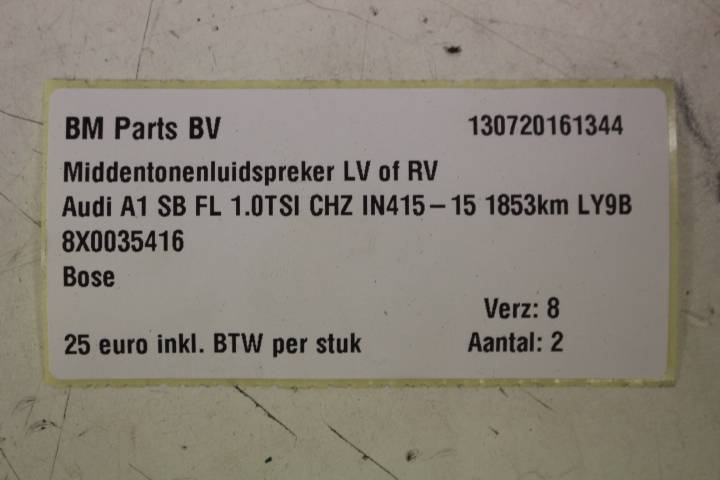 BM Parts BV 130720161344
Middentonenluidspreker LV of RV
Audi A1 SB FL 1.0TSI CHZ IN415-15 1853km LY9B
8X0035416
Bose
Verz: 8
25 euro inkl. BTW per stuk Aantal: 2